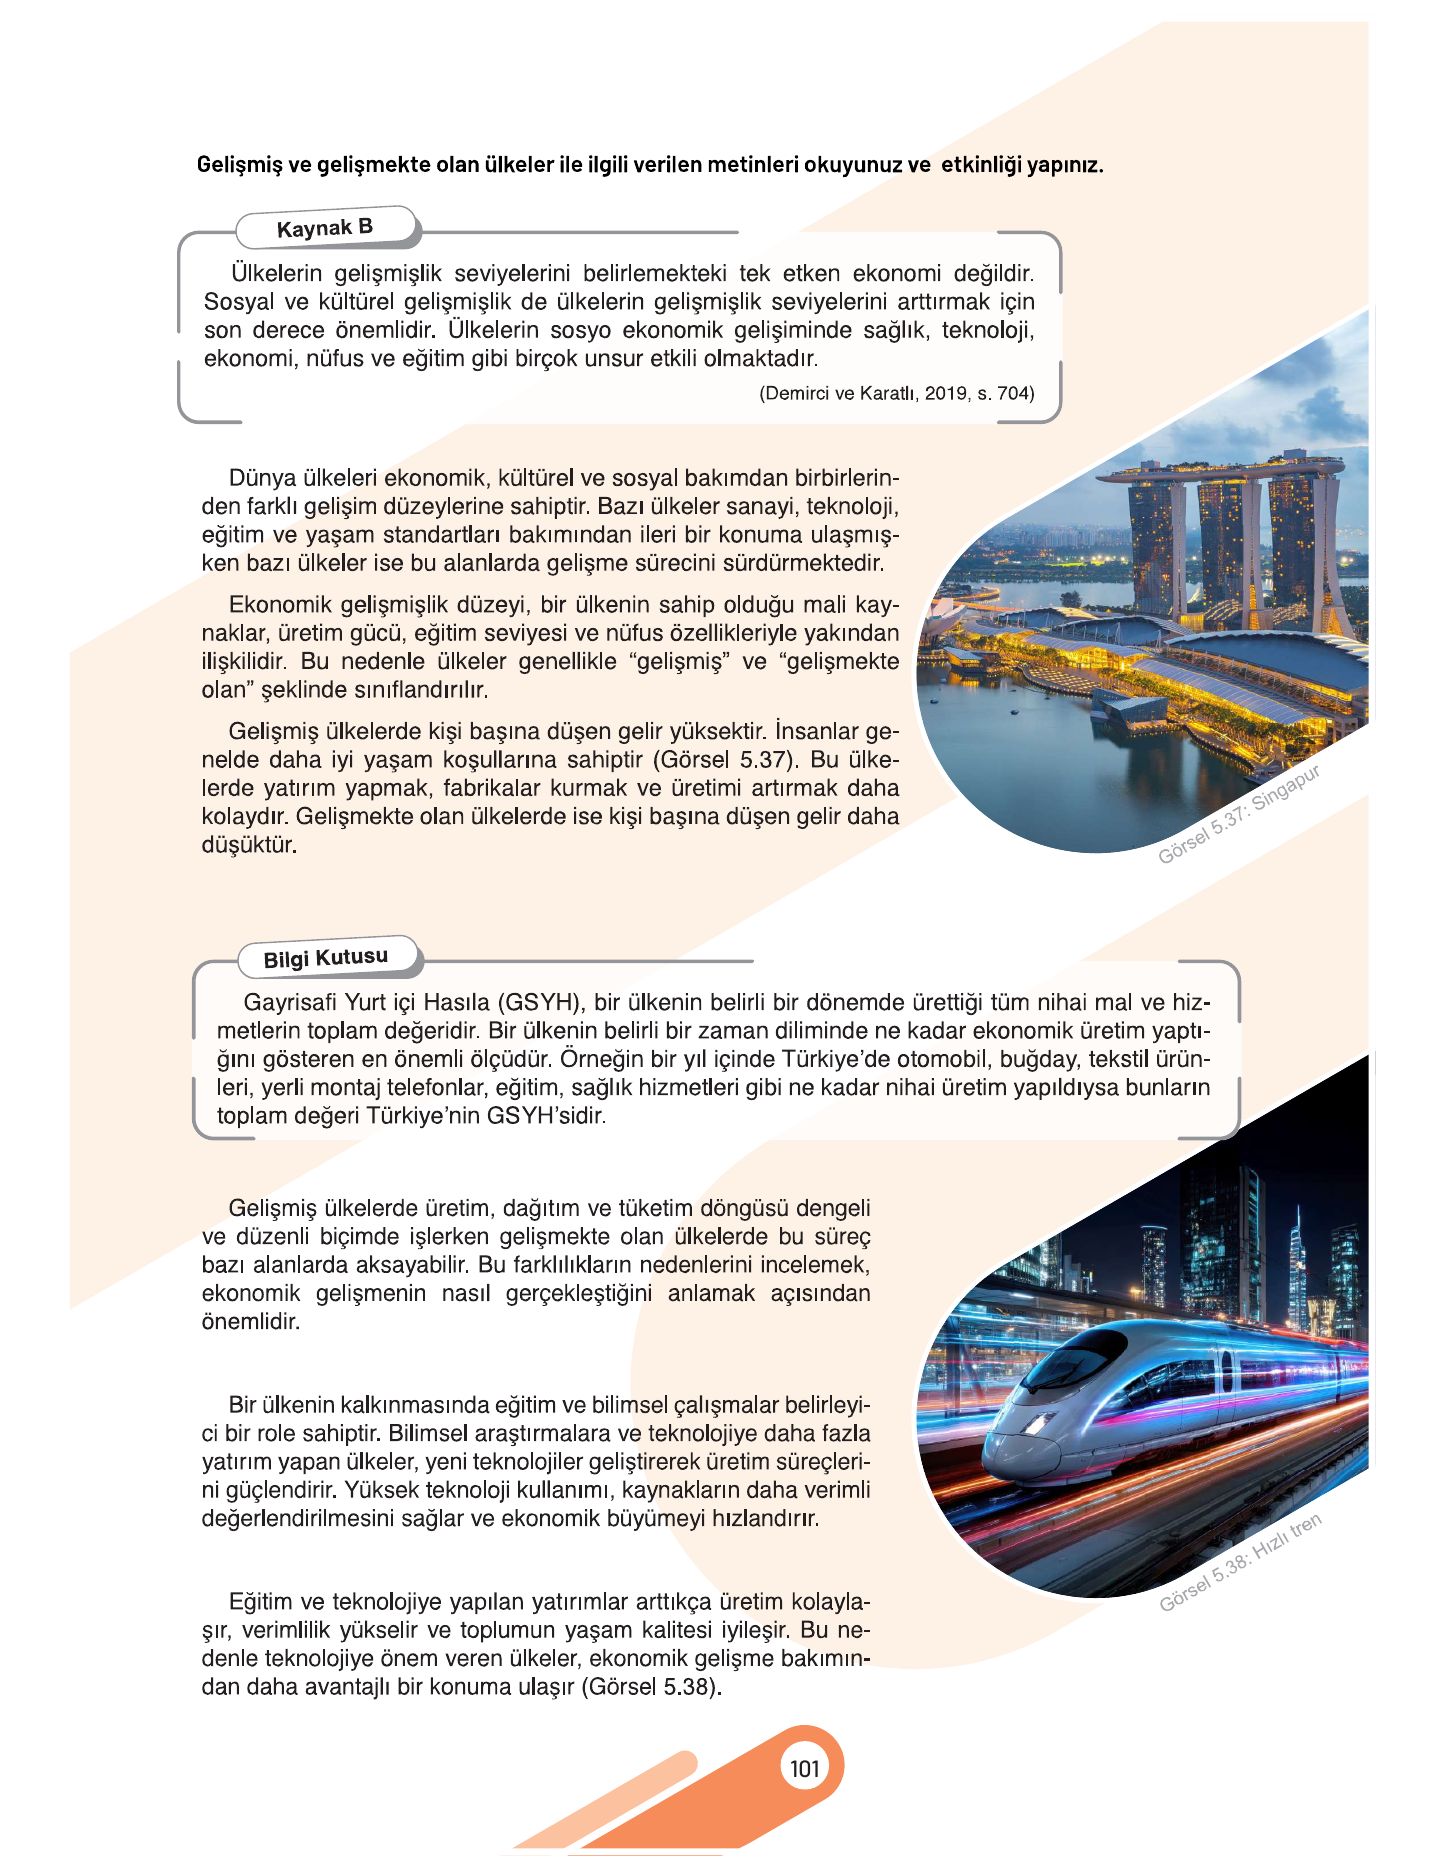 Gelişmiş ve gelişmekte olan ülkeler ile ilgili verilen metinleri okuyunuz ve etkinliği yapınız.
Kaynak B
Ülkelerin gelişmişlik seviyelerini belirlemekteki tek etken ekonomi değildir.
Sosyal ve kültürel gelişmişlik de ülkelerin gelişmişlik seviyelerini arttırmak için
son derece önemlidir. Ülkelerin sosyo ekonomik gelişiminde sağlık, teknoloji,
ekonomi, nüfus ve eğitim gibi birçok unsur etkili olmaktadır.
(Demirci ve Karatlı, 2019, s. 704)
Dünya ülkeleri ekonomik, kültürel ve sosyal bakımdan birbirlerin-
den farklı gelişim düzeylerine sahiptir. Bazı ülkeler sanayi, teknoloji,
eğitim ve yaşam standartları bakımından ileri bir konuma ulaşmış-
ken bazı ülkeler ise bu alanlarda gelişme sürecini sürdürmektedir.
Ekonomik gelişmişlik düzeyi, bir ülkenin sahip olduğu mali kay-
naklar, üretim gücü, eğitim seviyesi ve nüfus özellikleriyle yakından
ilişkilidir. Bu nedenle ülkeler genellikle “gelişmiş” ve “gelişmekte
olan” şeklinde sınıflandırılır.
Gelişmiş ülkelerde kişi başına düşen gelir yüksektir. İnsanlar ge-
nelde daha iyi yaşam koşullarına sahiptir (Görsel 5.37). Bu ülke-
lerde yatırım yapmak, fabrikalar kurmak ve üretimi artırmak daha
kolaydır. Gelişmekte olan ülkelerde ise kişi başına düşen gelir daha
düşüktür.
Görsel 5.37: Singapur
Bilgi Kutusu
Gayrisafi Yurt içi Hasıla (GSYH), bir ülkenin belirli bir dönemde ürettiği tüm nihai mal ve hiz-
metlerin toplam değeridir. Bir ülkenin belirli bir zaman diliminde ne kadar ekonomik üretim yaptı-
ğını gösteren en önemli ölçüdür. Örneğin bir yıl içinde Türkiye’de otomobil, buğday, tekstil ürün-
leri, yerli montaj telefonlar, eğitim, sağlık hizmetleri gibi ne kadar nihai üretim yapıldıysa bunların
toplam değeri Türkiye’nin GSYH’sidir.
Gelişmiş ülkelerde üretim, dağıtım ve tüketim döngüsü dengeli
ve düzenli biçimde işlerken gelişmekte olan ülkelerde bu süreç
bazı alanlarda aksayabilir. Bu farklılıkların nedenlerini incelemek,
ekonomik gelişmenin nasıl gerçekleştiğini anlamak açısından
önemlidir.
Bir ülkenin kalkınmasında eğitim ve bilimsel çalışmalar belirleyi-
ci bir role sahiptir. Bilimsel araştırmalara ve teknolojiye daha fazla
yatırım yapan ülkeler, yeni teknolojiler geliştirerek üretim süreçleri-
ni güçlendirir. Yüksek teknoloji kullanımı, kaynakların daha verimli
değerlendirilmesini sağlar ve ekonomik büyümeyi hızlandırır.
Görsel 5.38: Hızlı tren
Eğitim ve teknolojiye yapılan yatırımlar arttıkça üretim kolayla-
şır, verimlilik yükselir ve toplumun yaşam kalitesi iyileşir. Bu ne-
denle teknolojiye önem veren ülkeler, ekonomik gelişme bakımın-
dan daha avantajlı bir konuma ulaşır (Görsel 5.38).
101